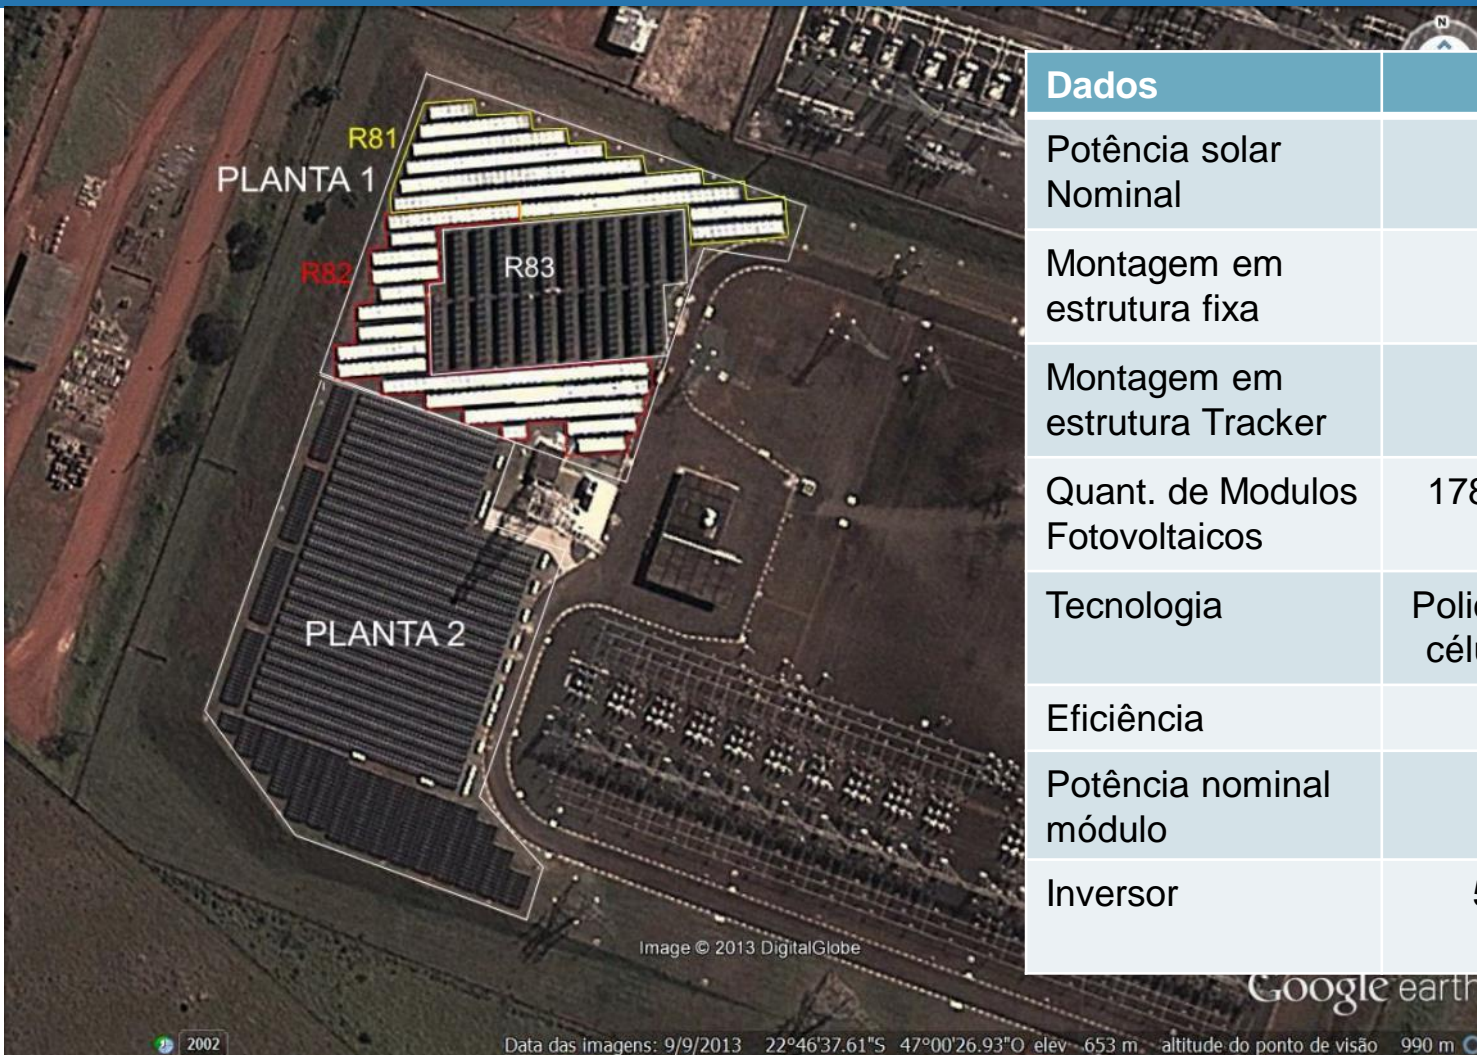 R81
PLANTA 1
R82
R83
PLANTA 2
Dados
Potência solar
Nominal
Montagem em
estrutura fixa
Montagem em
estrutura Tracker
Quant. de Modulos
Fotovoltaicos
178
Tecnologia
Eficiência
Potência nominal
módulo
Inversor
N
Image © 2013 DigitalGlobe
Google earth
2002
Data das imagens: 9/9/2013 22°46'37.61"S 47°00'26.93"O elev 653 m altitude do ponto de visão 990 m